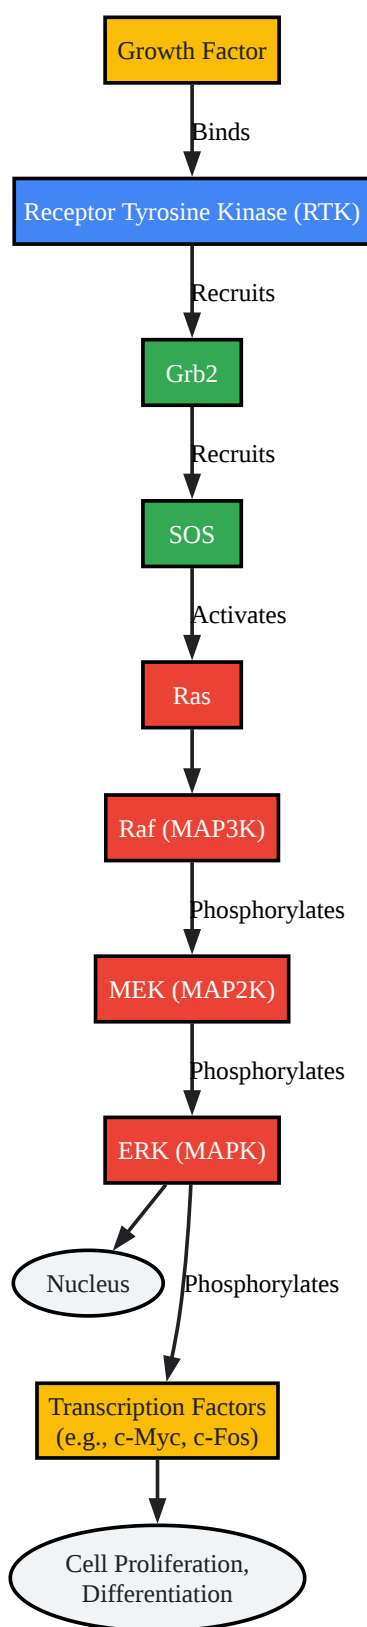 Growth Factor
Binds
Receptor Tyrosine Kinase (RTK)
Recruits
Grb2
Recruits
SOS
Activates
Ras
Raf (MAP3K)
Phosphorylates
MEK (MAP2K)
Phosphorylates
ERK (MAPK)
Nucleus
Phosphorylates
Transcription Factors
(e.g., c-Myc, c-Fos)
Cell Proliferation,
Differentiation